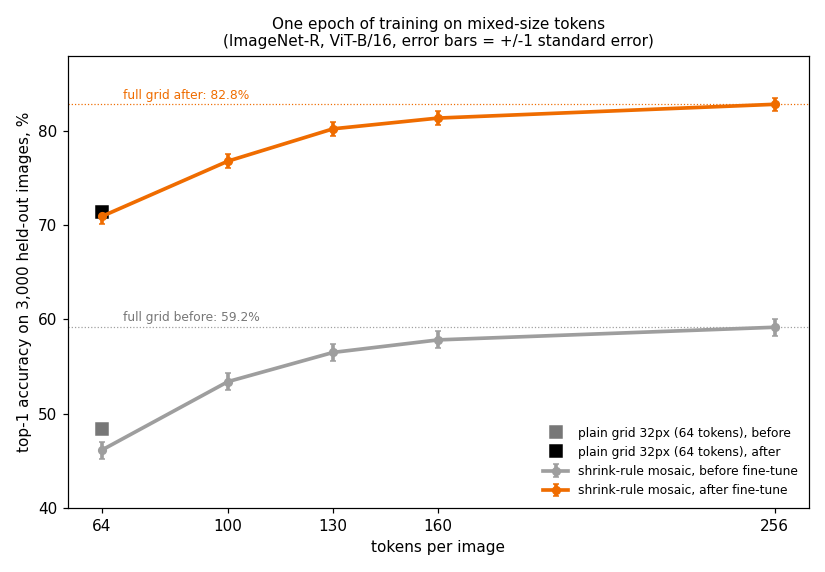 One epoch of training on mixed-size tokens
(ImageNet-R, ViT-B/16, error bars = +/-1 standard error)
top-1 accuracy on 3,000 held-out images, %
80
70
60
50
40
full grid after: 82.8%
full grid before: 59.2%
plain grid 32px (64 tokens), before
plain grid 32px (64 tokens), after
shrink-rule mosaic, before fine-tune
shrink-rule mosaic, after fine-tune
64 100 130 160 256
tokens per image